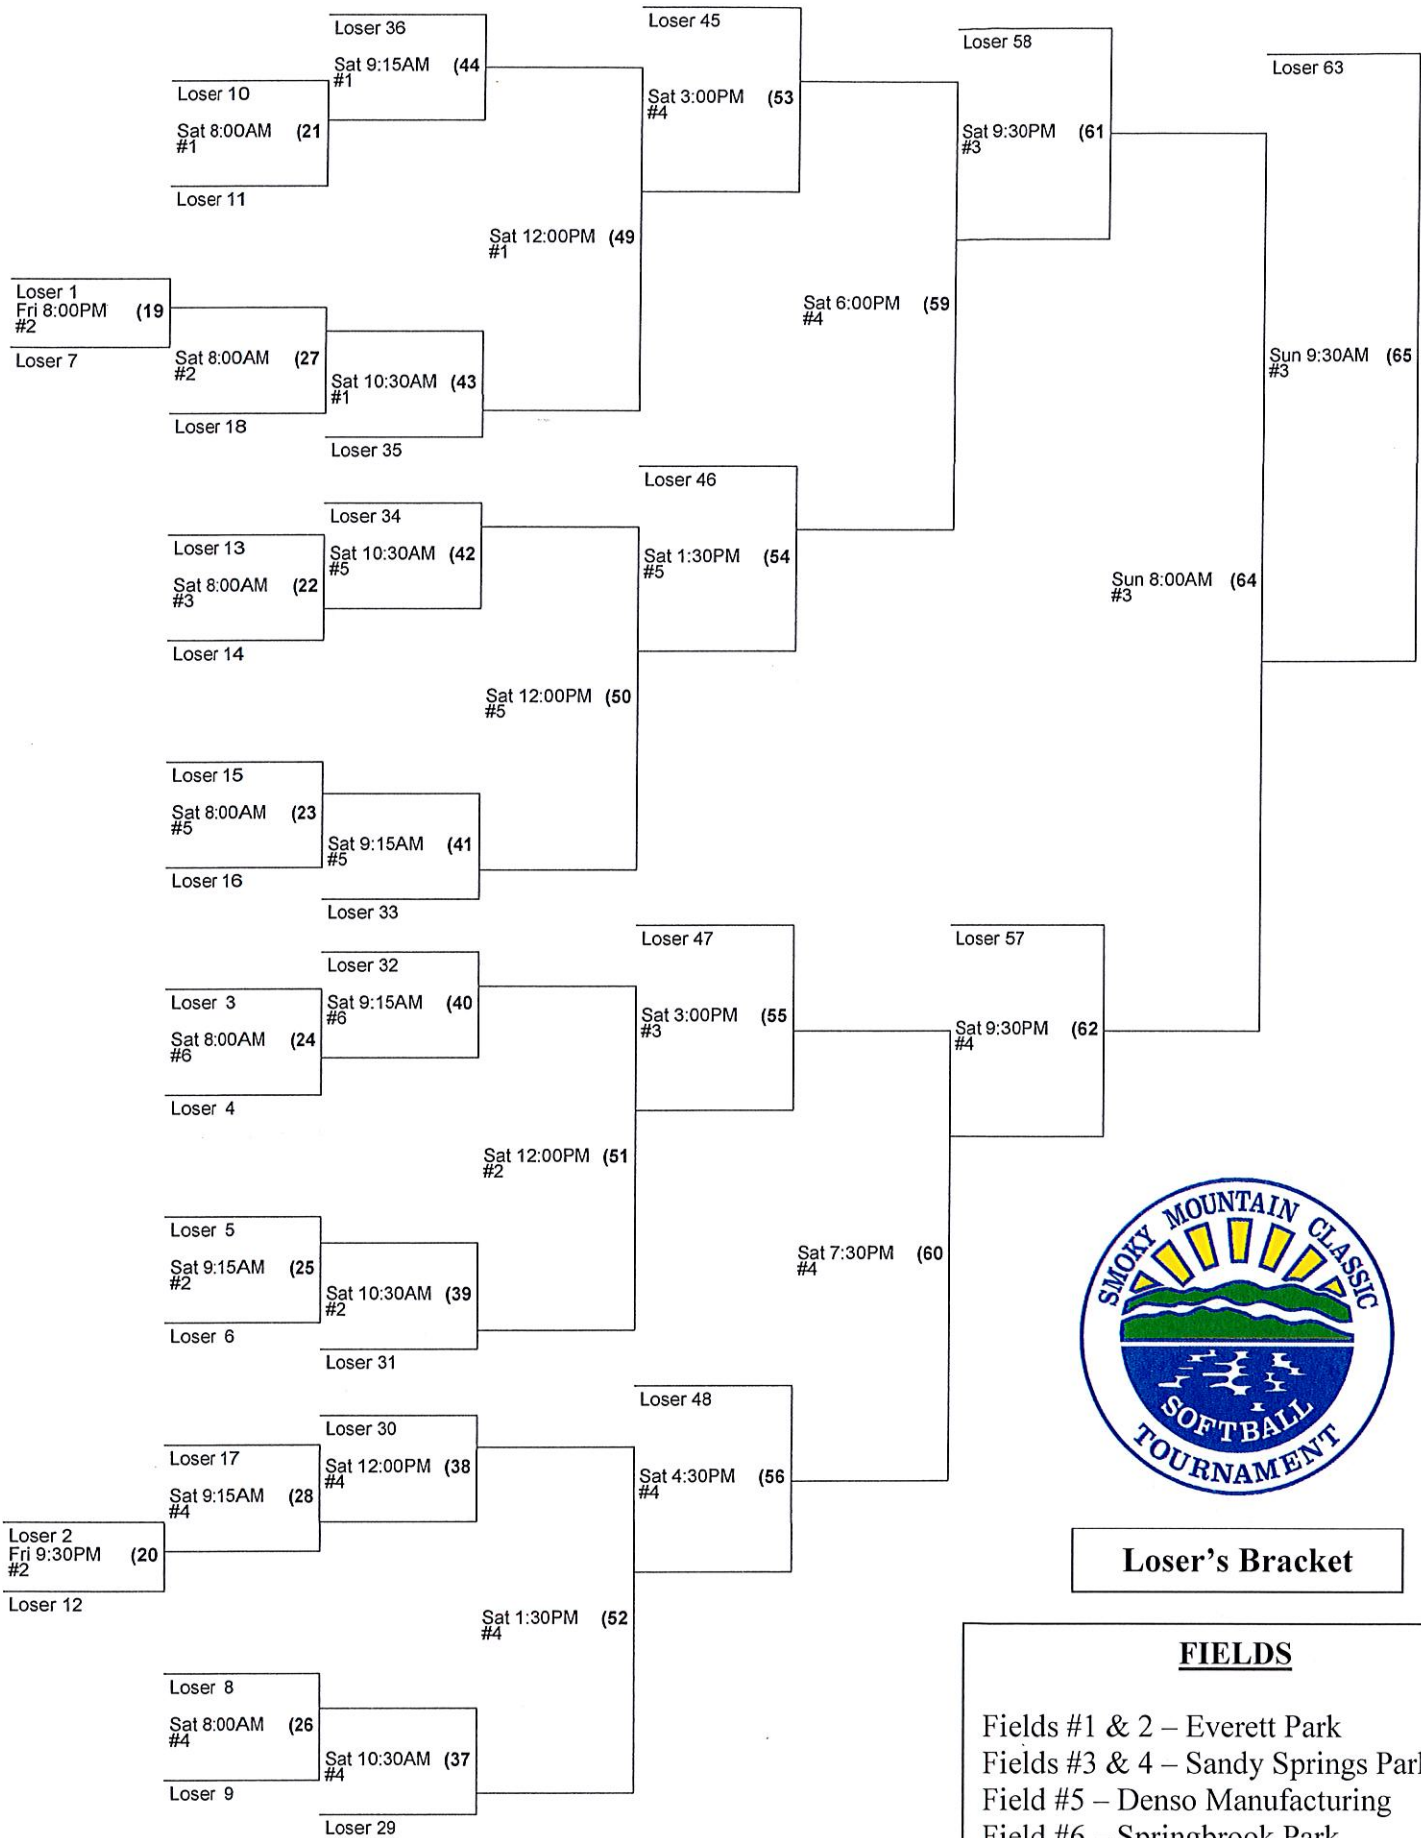 Loser 36
Sat 9:15AM (44
#1
Loser 10
Sat 8:00AM (21
#1
Loser 11
Loser 1
Fri 8:00PM (19
#2
Loser 7
Sat 8:00AM (27
#2
Loser 18
Sat 10:30AM (43
#1
Loser 35
Sat 12:00PM (49
#1
Loser 45
Sat 3:00PM (53
#4
Loser 34
Sat 10:30AM (42
#5
Loser 13
Sat 8:00AM (22
#3
Loser 14
Sat 12:00PM (50
#5
Loser 15
Sat 8:00AM (23
#5
Loser 16
Sat 9:15AM (41
#5
Loser 33
Loser 46
Sat 1:30PM (54
#5
Sat 6:00PM (59
#4
Loser 58
Sat 9:30PM (61
#3
Loser 63
Sun 9:30AM (65
#3
Sun 8:00AM (64
#3
Loser 32
Sat 9:15AM (40
#6
Loser 3
Sat 8:00AM (24
#6
Loser 4
Sat 12:00PM (51
#2
Loser 5
Sat 9:15AM (25
#2
Loser 6
Sat 10:30AM (39
#2
Loser 31
Loser 47
Sat 3:00PM (55
#3
Loser 57
Sat 9:30PM (62
#4
Sat 7:30PM (60
#4
Loser 30
Sat 12:00PM (38
#4
Loser 17
Sat 9:15AM (28
#4
Loser 2
Fri 9:30PM (20
#2
Loser 12
Loser 48
Sat 4:30PM (56
#4
Sat 1:30PM (52
#4
Loser 8
Sat 8:00AM (26
#4
Loser 9
Sat 10:30AM (37
#4
Loser 29
SMOKY MOUNTAIN CLASSIC
SOFTBALL
TOURNAMENT
Loser's Bracket
FIELDS
Fields #1 & 2 – Everett Park
Fields #3 & 4 – Sandy Springs Park
Field #5 – Denso Manufacturing
Field #6 – Springbrook Park